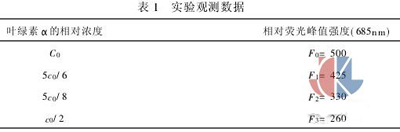 表 1 实验观测数据
叶绿素 α 的相对浓度 相对荧光峰值强度(685nm)
C₀ F₀= 500
5c₀/ 6 F₁= 425
5c₀/ 8 F₂= 330
c₀/ 2 F₃= 260